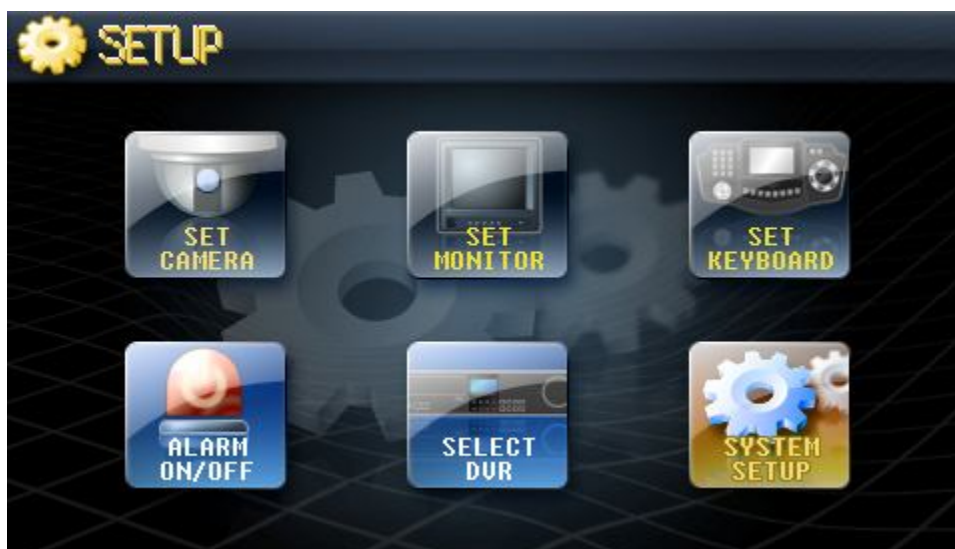 SETUP
SET
CAMERA
SET
MONITOR
SET
KEYBOARD
ALARM
ON/OFF
SELECT
DVR
SYSTEM
SETUP